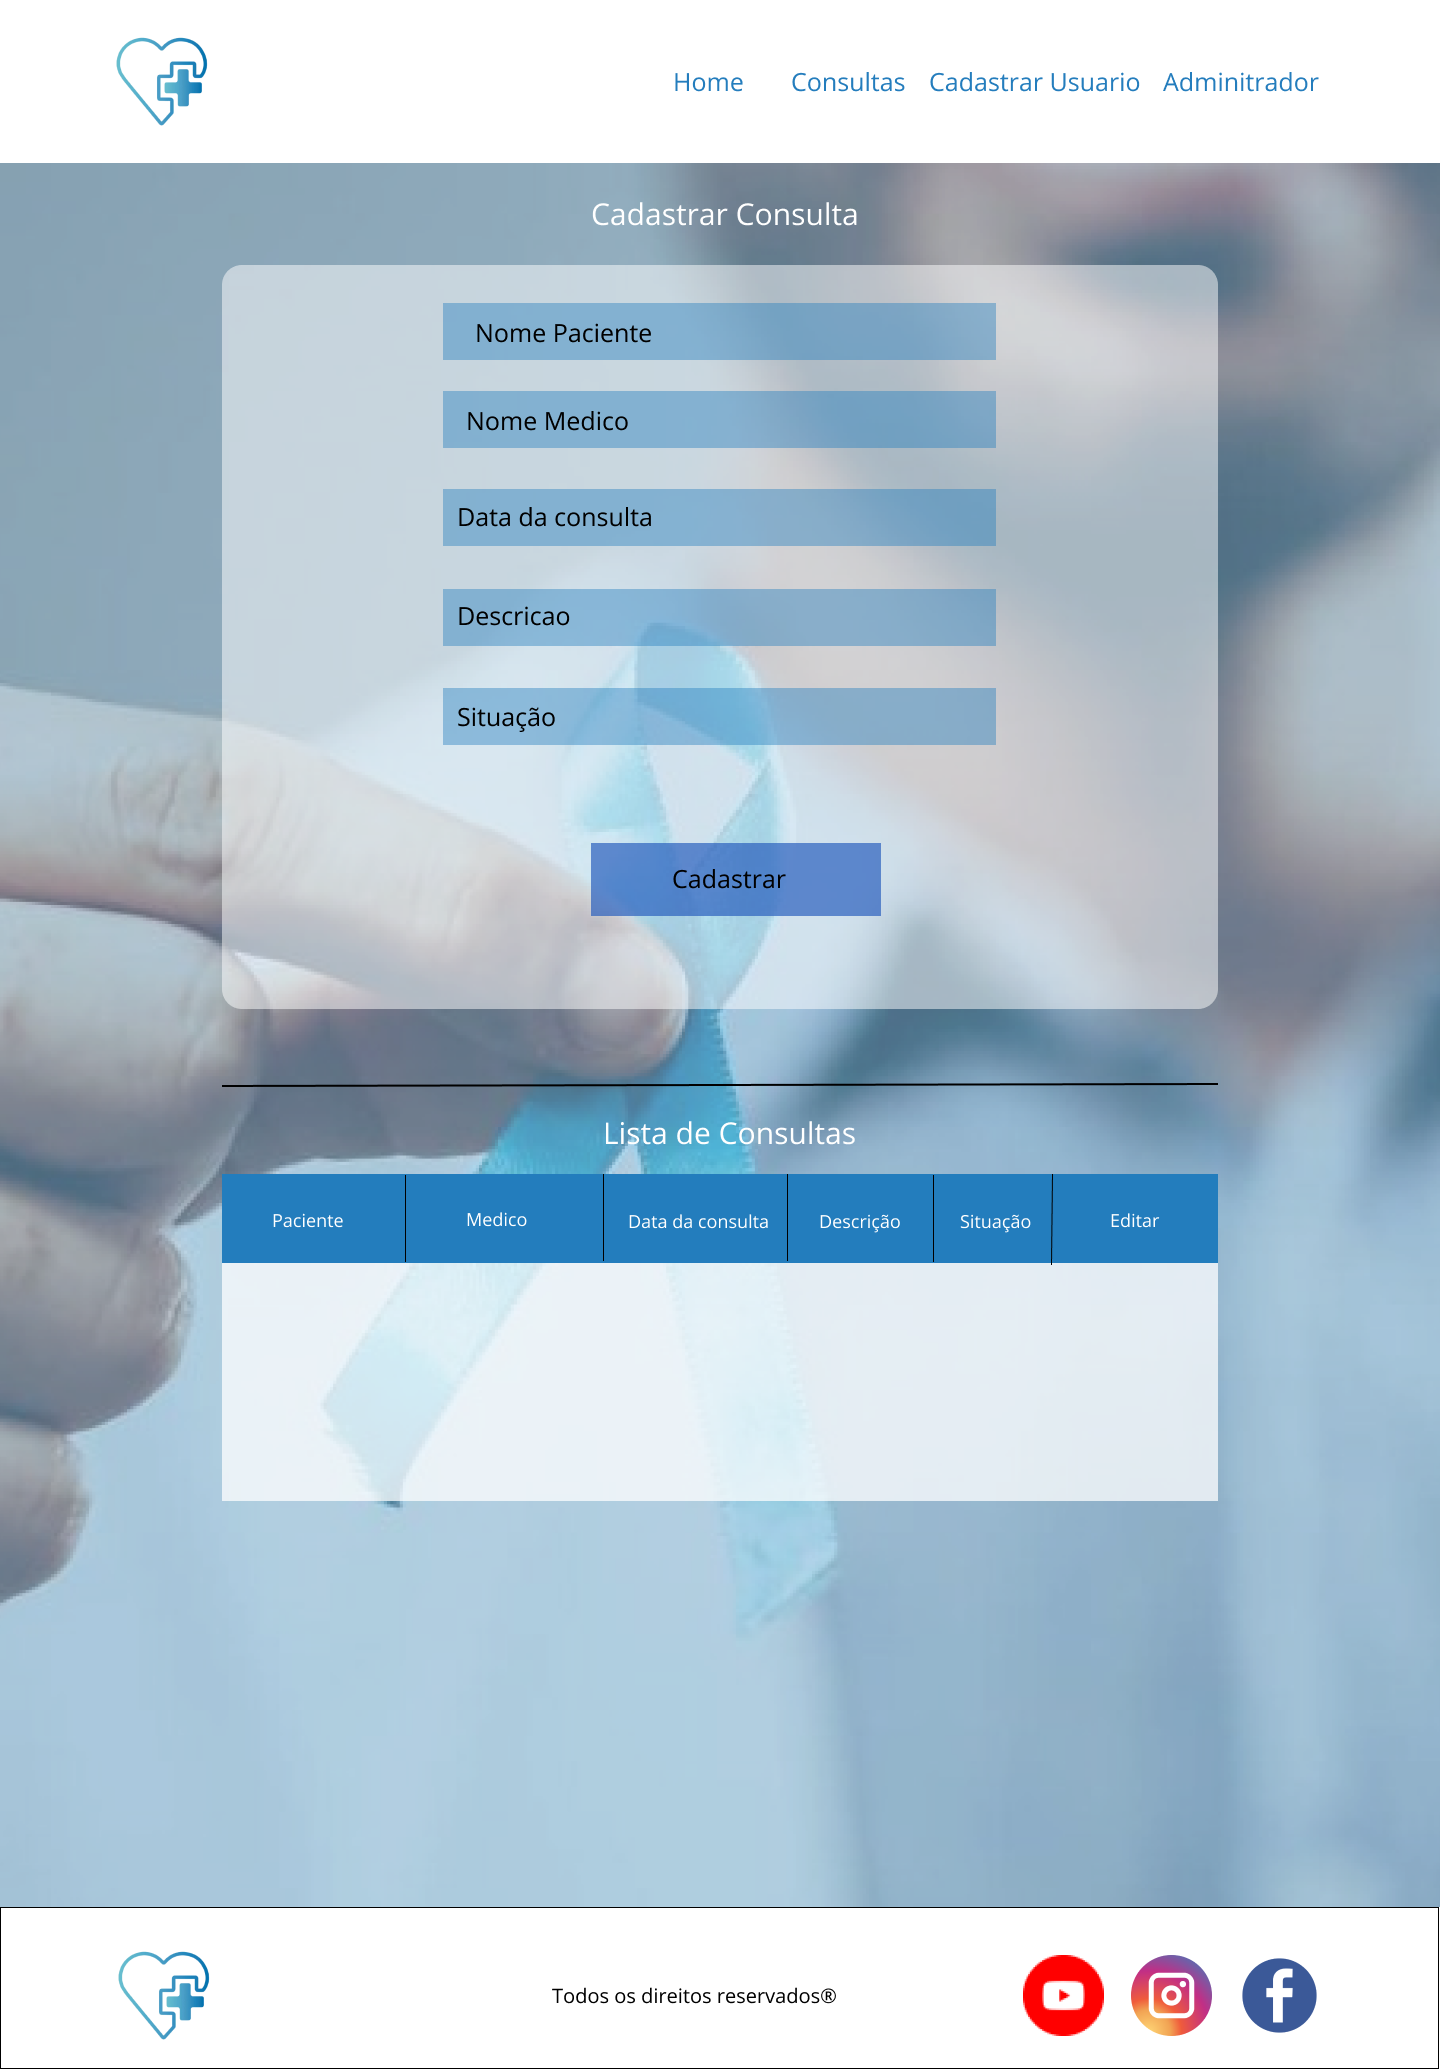 Home Consultas Cadastrar Usuario Adminitrador
Cadastrar Consulta
Nome Paciente
Nome Medico
Data da consulta
Descricao
Situação
Cadastrar
Lista de Consultas
Paciente Medico Data da consulta Descrição Situação Editar
Todos os direitos reservados®